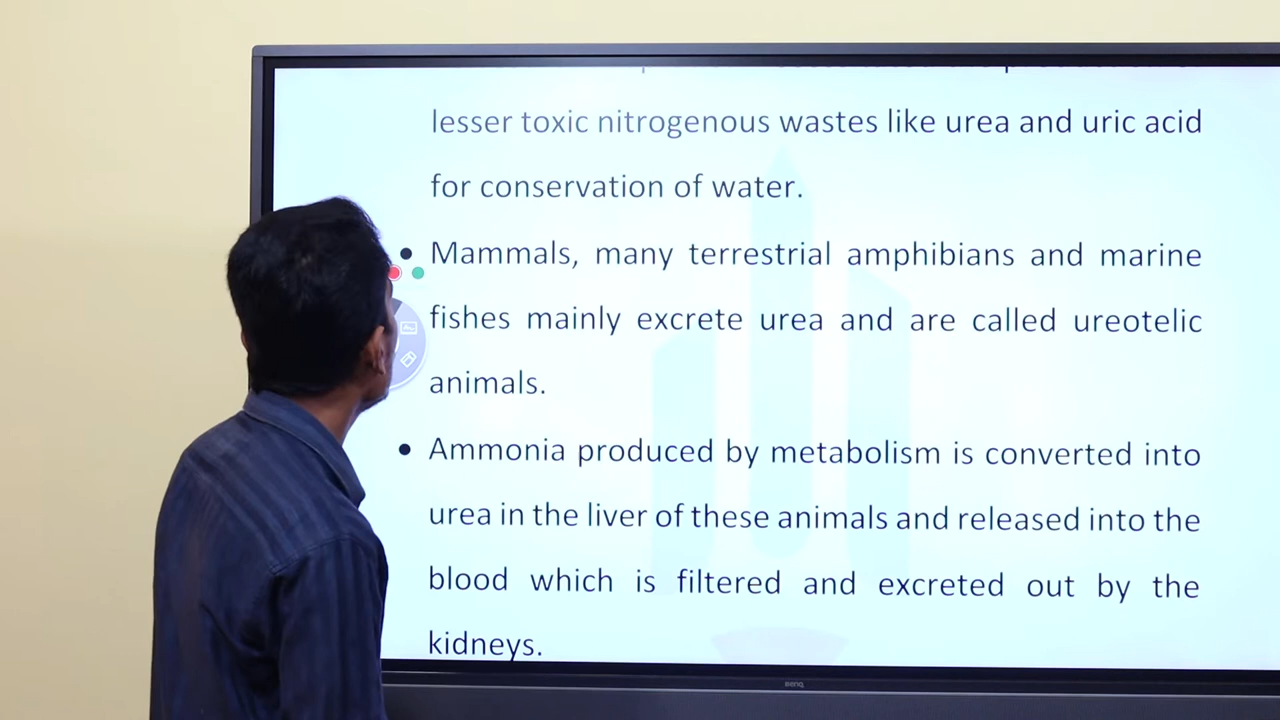 lesser toxic nitrogenous wastes like urea and uric acid
for conservation of water.
• Mammals, many terrestrial amphibians and marine
fishes mainly excrete urea and are called ureotelic
animals.
• Ammonia produced by metabolism is converted into
urea in the liver of these animals and released into the
blood which is filtered and excreted out by the
kidneys.
BenQ